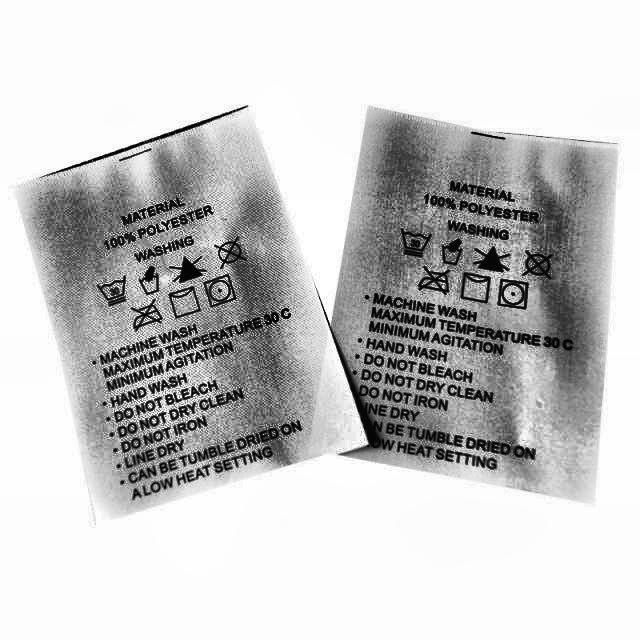 MATERIAL
100% POLYESTER
WASHING
30
• MACHINE WASH
MAXIMUM TEMPERATURE 30 C
MINIMUM AGITATION
• HAND WASH
• DO NOT BLEACH
• DO NOT DRY CLEAN
• DO NOT IRON
• LINE DRY
• CAN BE TUMBLE DRIED ON
A LOW HEAT SETTING
MATERIAL
100% POLYESTER
WASHING
30
• MACHINE WASH
MAXIMUM TEMPERATURE 30 C
MINIMUM AGITATION
• HAND WASH
• DO NOT BLEACH
• DO NOT DRY CLEAN
• DO NOT IRON
INE DRY
N BE TUMBLE DRIED ON
OW HEAT SETTING